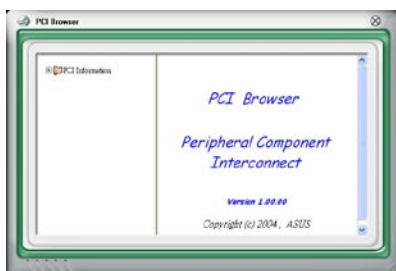 PCI Browser
PCI Information
PCI Browser
Peripheral Component
Interconnect
Version 1.00.00
Copyright (c) 2004, ASUS